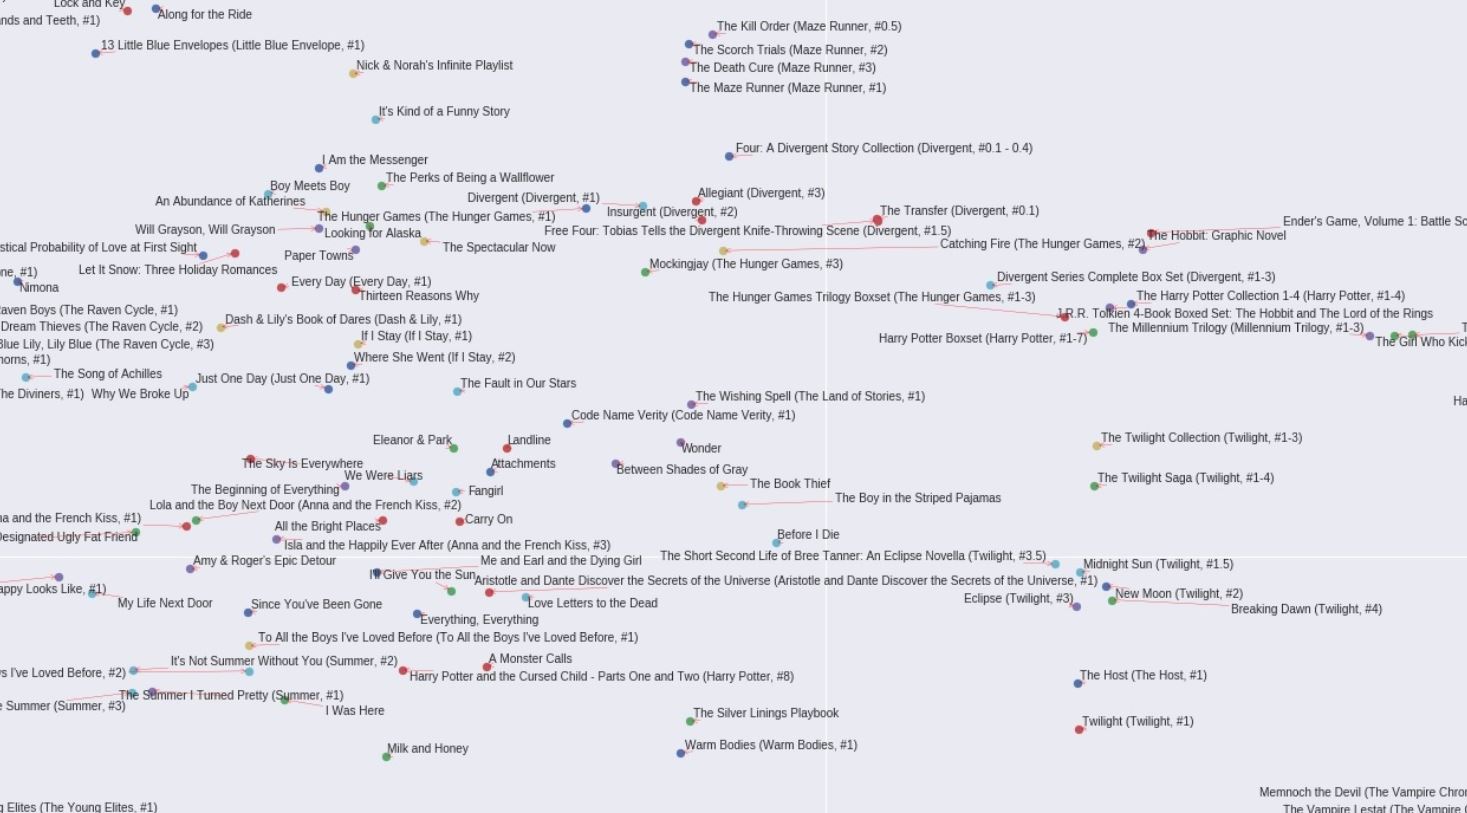 Lock and Key
Along for the Ride
nds and Teeth, #1)
The Kill Order (Maze Runner, #0.5)
13 Little Blue Envelopes (Little Blue Envelope, #1)
The Scorch Trials (Maze Runner, #2)
Nick & Norah's Infinite Playlist
The Death Cure (Maze Runner, #3)
The Maze Runner (Maze Runner, #1)
It's Kind of a Funny Story
Four: A Divergent Story Collection (Divergent, #0.1 - 0.4)
I Am the Messenger
The Perks of Being a Wallflower
Boy Meets Boy
Allegiant (Divergent, #3)
Divergent (Divergent, #1)
An Abundance of Katherines
Insurgent (Divergent, #2)
The Transfer (Divergent, #0.1)
The Hunger Games (The Hunger Games, #1)
Ender's Game, Volume 1: Battle Sc
Will Grayson, Will Grayson
Free Four: Tobias Tells the Divergent Knife-Throwing Scene (Divergent, #1.5)
Looking for Alaska
The Hobbit: Graphic Novel
Catching Fire (The Hunger Games, #2)
stical Probability of Love at First Sight
The Spectacular Now
Paper Towns
Mockingjay (The Hunger Games, #3)
Let It Snow: Three Holiday Romances
ne, #1)
Divergent Series Complete Box Set (Divergent, #1-3)
Every Day (Every Day, #1)
Nimona
Thirteen Reasons Why
The Hunger Games Trilogy Boxset (The Hunger Games, #1-3)
The Harry Potter Collection 1-4 (Harry Potter, #1-4)
aven Boys (The Raven Cycle, #1)
J.R.R. Tolkien 4-Book Boxed Set: The Hobbit and The Lord of the Rings
Dash & Lily's Book of Dares (Dash & Lily, #1)
Dream Thieves (The Raven Cycle, #2)
The Millennium Trilogy (Millennium Trilogy, #1-3)
T
If I Stay (If I Stay, #1)
Harry Potter Boxset (Harry Potter, #1-7)
The Girl Who Kick
Blue Lily, Lily Blue (The Raven Cycle, #3)
Where She Went (If I Stay, #2)
horns, #1)
The Song of Achilles
Just One Day (Just One Day, #1)
The Fault in Our Stars
The Diviners, #1)
Why We Broke Up
The Wishing Spell (The Land of Stories, #1)
Ha
Code Name Verity (Code Name Verity, #1)
Eleanor & Park
Landline
The Twilight Collection (Twilight, #1-3)
Wonder
The Sky Is Everywhere
Attachments
Between Shades of Gray
We Were Liars
The Twilight Saga (Twilight, #1-4)
The Book Thief
The Beginning of Everything
Fangirl
The Boy in the Striped Pajamas
Lola and the Boy Next Door (Anna and the French Kiss, #2)
na and the French Kiss, #1)
Carry On
All the Bright Places
Before I Die
Designated Ugly Fat Friend
Isla and the Happily Ever After (Anna and the French Kiss, #3)
The Short Second Life of Bree Tanner: An Eclipse Novella (Twilight, #3.5)
Amy & Roger's Epic Detour
Me and Earl and the Dying Girl
Midnight Sun (Twilight, #1.5)
I'll Give You the Sun
Aristotle and Dante Discover the Secrets of the Universe (Aristotle and Dante Discover the Secrets of the Universe, #1)
appy Looks Like, #1)
New Moon (Twilight, #2)
Eclipse (Twilight, #3)
My Life Next Door
Since You've Been Gone
Love Letters to the Dead
Breaking Dawn (Twilight, #4)
Everything, Everything
To All the Boys I've Loved Before (To All the Boys I've Loved Before, #1)
It's Not Summer Without You (Summer, #2)
A Monster Calls
s I've Loved Before, #2)
Harry Potter and the Cursed Child - Parts One and Two (Harry Potter, #8)
The Host (The Host, #1)
The Summer I Turned Pretty (Summer, #1)
e Summer (Summer, #3)
I Was Here
The Silver Linings Playbook
Twilight (Twilight, #1)
Milk and Honey
Warm Bodies (Warm Bodies, #1)
Memnoch the Devil (The Vampire Chron
g Elites (The Young Elites, #1)
The Vampire Lestat (The Vampire C